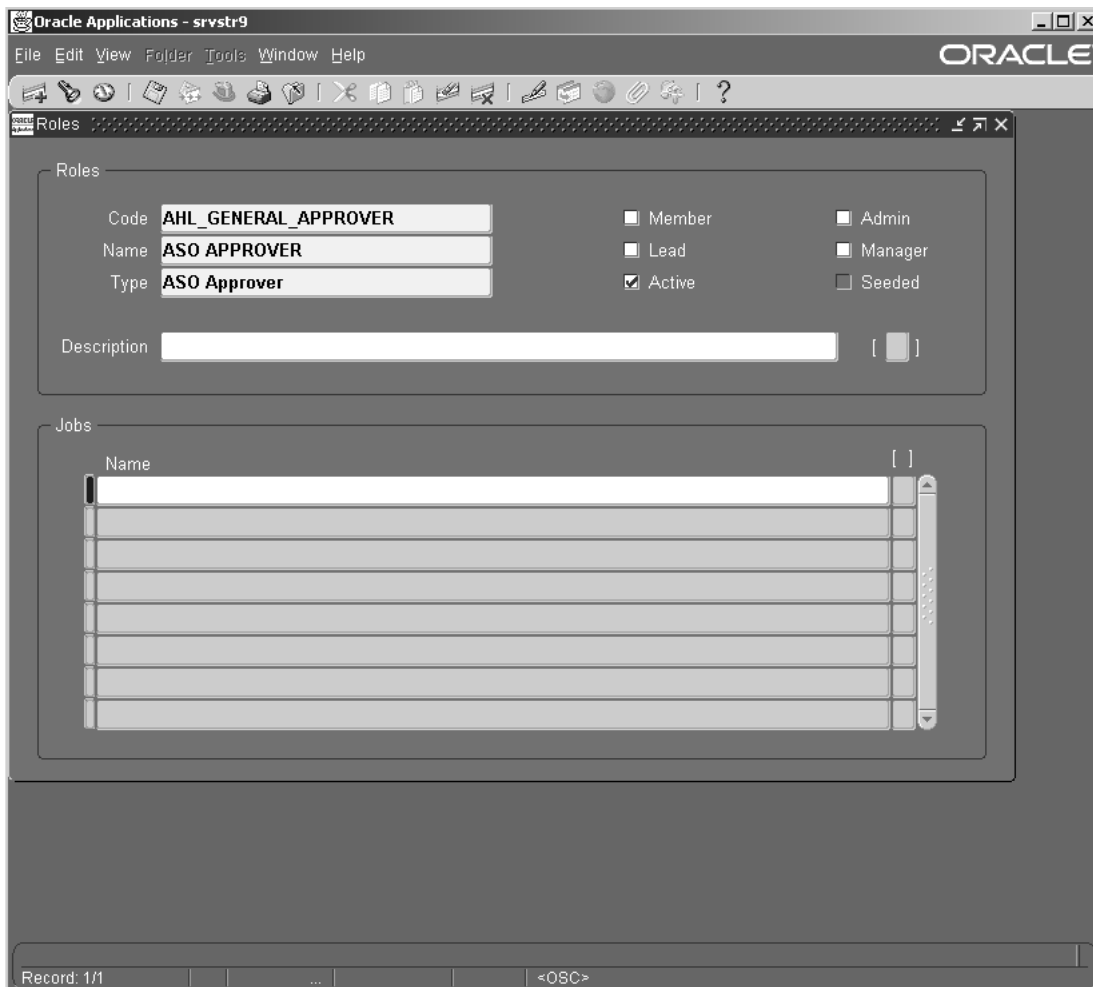 Oracle Applications - srvstr9
File Edit View Folder Tools Window Help
ORACLE
Roles
Roles
Code AHL_GENERAL_APPROVER Member Admin
Name ASO APPROVER Lead Manager
Type ASO Approver Active Seeded
Description [ ]
Jobs
Name [ ]
Record: 1/1 ... <OSC>